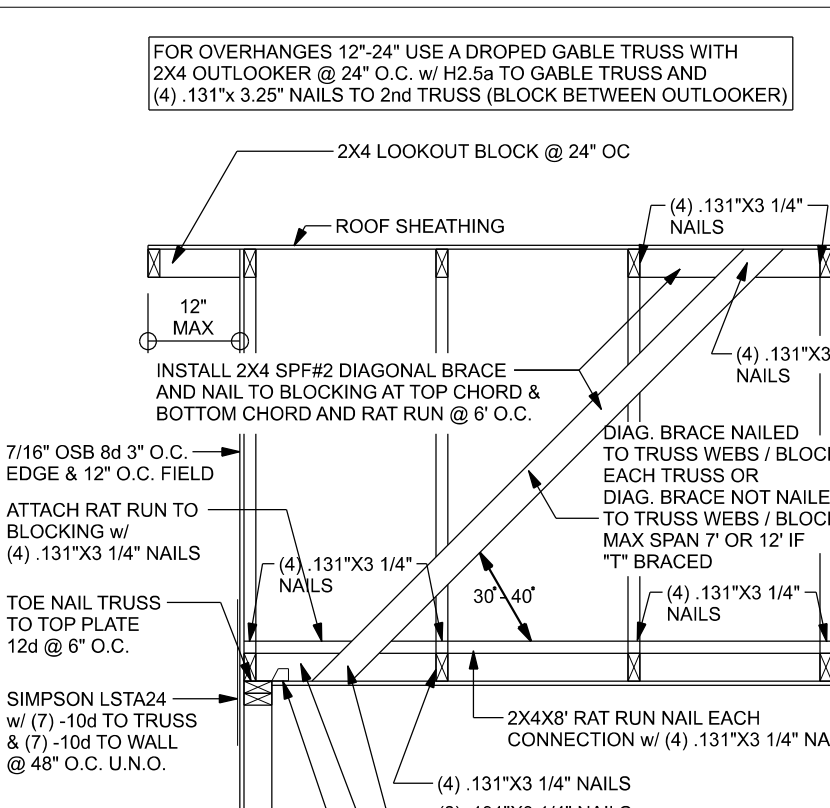 FOR OVERHANGES 12"-24" USE A DROPED GABLE TRUSS WITH
2X4 OUTLOOKER @ 24" O.C. w/ H2.5a TO GABLE TRUSS AND
(4) .131"x 3.25" NAILS TO 2nd TRUSS (BLOCK BETWEEN OUTLOOKER)
2X4 LOOKOUT BLOCK @ 24" OC
(4) .131"X3 1/4"
NAILS
ROOF SHEATHING
12"
MAX
(4) .131"X3
NAILS
INSTALL 2X4 SPF#2 DIAGONAL BRACE
AND NAIL TO BLOCKING AT TOP CHORD &
BOTTOM CHORD AND RAT RUN @ 6' O.C.
DIAG. BRACE NAILED
TO TRUSS WEBS / BLOCK
EACH TRUSS OR
DIAG. BRACE NOT NAILE
TO TRUSS WEBS / BLOCK
MAX SPAN 7' OR 12' IF
"T" BRACED
7/16" OSB 8d 3" O.C.
EDGE & 12" O.C. FIELD
ATTACH RAT RUN TO
BLOCKING w/
(4) .131"X3 1/4" NAILS
(4) .131"X3 1/4"
NAILS
30° - 40°
(4) .131"X3 1/4"
NAILS
TOE NAIL TRUSS
TO TOP PLATE
12d @ 6" O.C.
SIMPSON LSTA24
w/ (7) -10d TO TRUSS
& (7) -10d TO WALL
@ 48" O.C. U.N.O.
2X4X8' RAT RUN NAIL EACH
CONNECTION w/ (4) .131"X3 1/4" NA
(4) .131"X3 1/4" NAILS